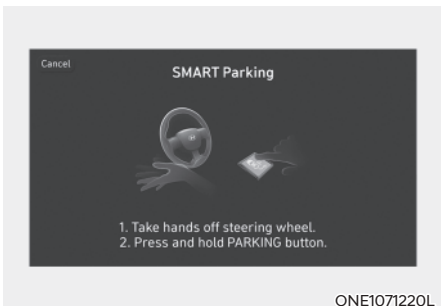 Cancel
SMART Parking
1. Take hands off steering wheel.
2. Press and hold PARKING button.
ONE1071220L